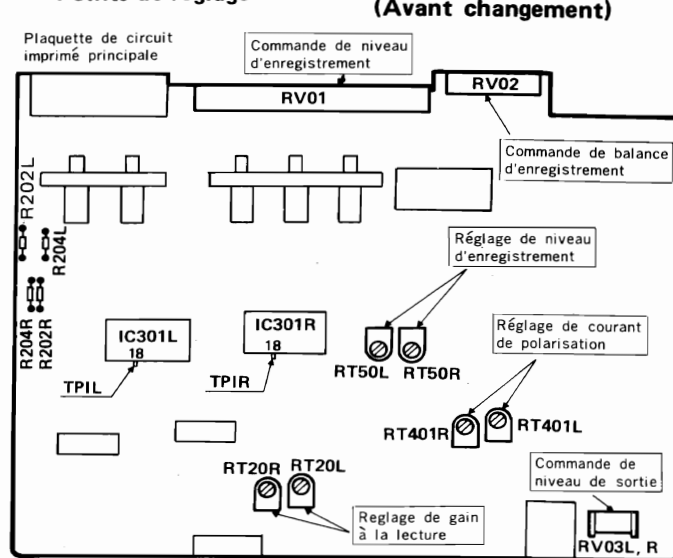 (Avant changement)
Plaquette de circuit
imprimé principale
Commande de niveau
d'enregistrement
RV01
RV02
Commande de balance
d'enregistrement
R202L
R204L
R204R
R202R
Réglage de niveau
d'enregistrement
IC301L
18
IC301R
18
TPIL
TPIR
RT50L
RT50R
Réglage de courant
de polarisation
RT401R
RT401L
RT20R
RT20L
Reglage de gain
à la lecture
Commande de
niveau de sortie
RV03L, R